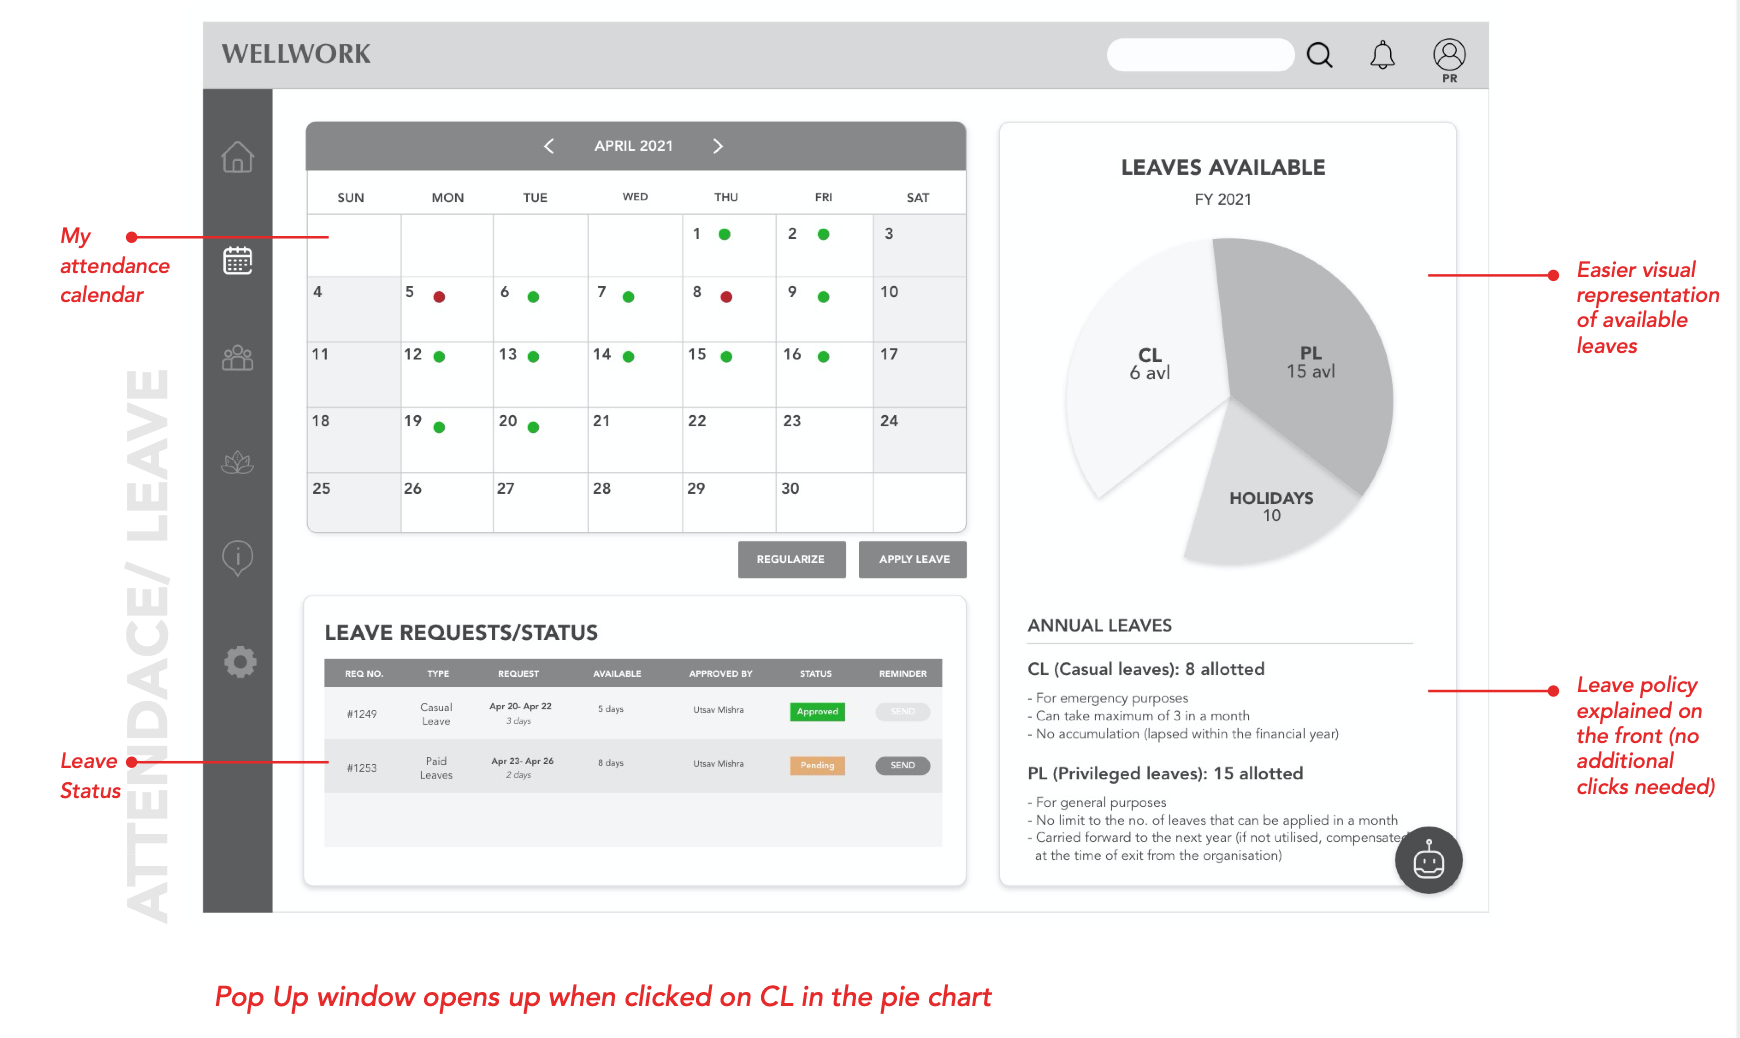 WELLWORK
PR
ATTENDACE/ LEAVE
My
attendance
calendar
APRIL 2021
SUN MON TUE WED THU FRI SAT
1 2 3
4 5 6 7 8 9 10
11 12 13 14 15 16 17
18 19 20 21 22 23 24
25 26 27 28 29 30
REGULARIZE APPLY LEAVE
Leave
Status
LEAVE REQUESTS/STATUS
REQ NO. TYPE REQUEST AVAILABLE APPROVED BY STATUS REMINDER
#1249 Casual Leave Apr 20- Apr 22 3 days 5 days Utsav Mishra Approved SEND
#1253 Paid Leaves Apr 23- Apr 26 2 days 8 days Utsav Mishra Pending SEND
LEAVES AVAILABLE
FY 2021
CL
6 avl
PL
15 avl
HOLIDAYS
10
Easier visual
representation
of available
leaves
ANNUAL LEAVES
CL (Casual leaves): 8 allotted
- For emergency purposes
- Can take maximum of 3 in a month
- No accumulation (lapsed within the financial year)
PL (Privileged leaves): 15 allotted
- For general purposes
- No limit to the no. of leaves that can be applied in a month
- Carried forward to the next year (if not utilised, compensated
at the time of exit from the organisation)
Leave policy
explained on
the front (no
additional
clicks needed)
Pop Up window opens up when clicked on CL in the pie chart